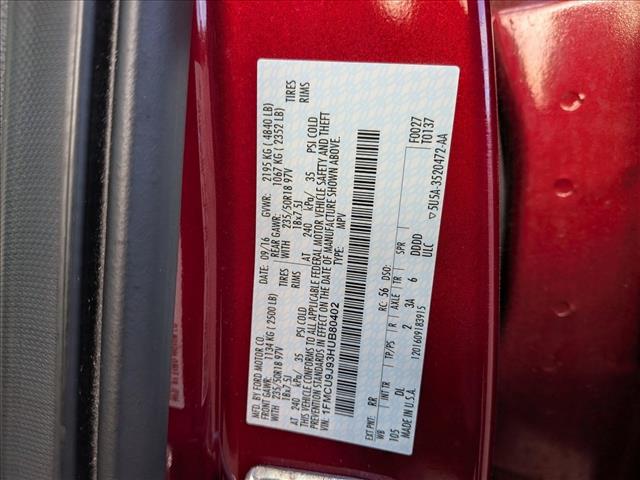 MFD. BY FORD MOTOR CO.
DATE: 09/16 GVWR: 2195 KG ( 4840 LB)
FRONT GAWR: 1134 KG ( 2500 LB) REAR GAWR: 1067 KG ( 2352 LB)
WITH 235/50R18 97V TIRES WITH 235/50R18 97V TIRES
18x7.5J RIMS 18x7.5J RIMS
AT 240 kPa/ 35 PSI COLD AT 240 kPa/ 35 PSI COLD
THIS VEHICLE CONFORMS TO ALL APPLICABLE FEDERAL MOTOR VEHICLE SAFETY AND THEFT
PREVENTION STANDARDS IN EFFECT ON THE DATE OF MANUFACTURE SHOWN ABOVE.
VIN: 1FMCU9J93HUB80402 TYPE: MPV
EXT PNT: RR RC: 56 DSO: F0027
WB INT TR TP/PS R AXLE TR SPR T0137
105 DL 2 3A 6 DDDD
MADE IN U.S.A. ULC ▽5U5A-3520472-AA
1201609183915